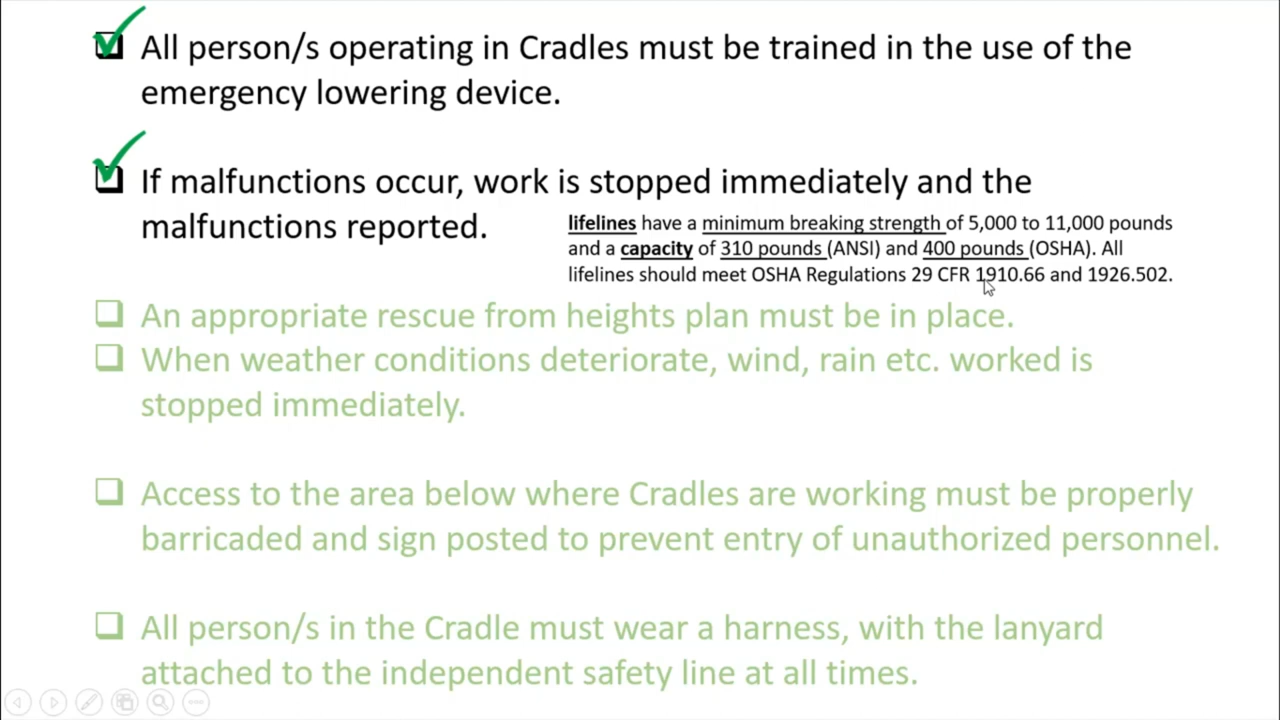 All person/s operating in Cradles must be trained in the use of the
emergency lowering device.
If malfunctions occur, work is stopped immediately and the
malfunctions reported.
lifelines have a minimum breaking strength of 5,000 to 11,000 pounds
and a capacity of 310 pounds (ANSI) and 400 pounds (OSHA). All
lifelines should meet OSHA Regulations 29 CFR 1910.66 and 1926.502.
An appropriate rescue from heights plan must be in place.
When weather conditions deteriorate, wind, rain etc. worked is
stopped immediately.
Access to the area below where Cradles are working must be properly
barricaded and sign posted to prevent entry of unauthorized personnel.
All person/s in the Cradle must wear a harness, with the lanyard
attached to the independent safety line at all times.